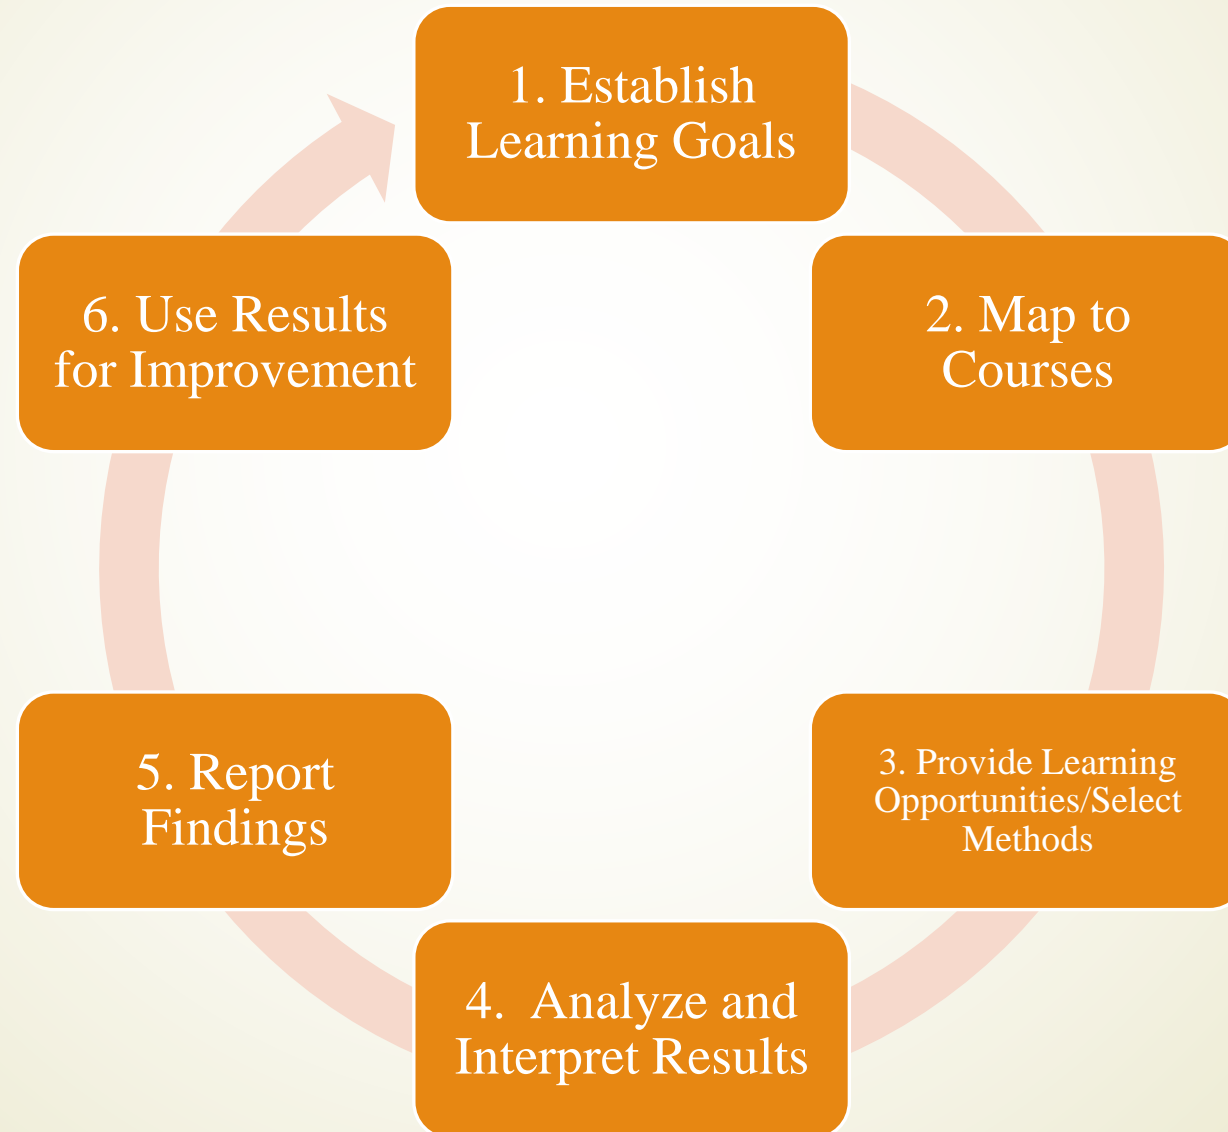 1. Establish
Learning Goals
2. Map to
Courses
3. Provide Learning
Opportunities/Select
Methods
4.  Analyze and
Interpret Results
5. Report
Findings
6. Use Results
for Improvement